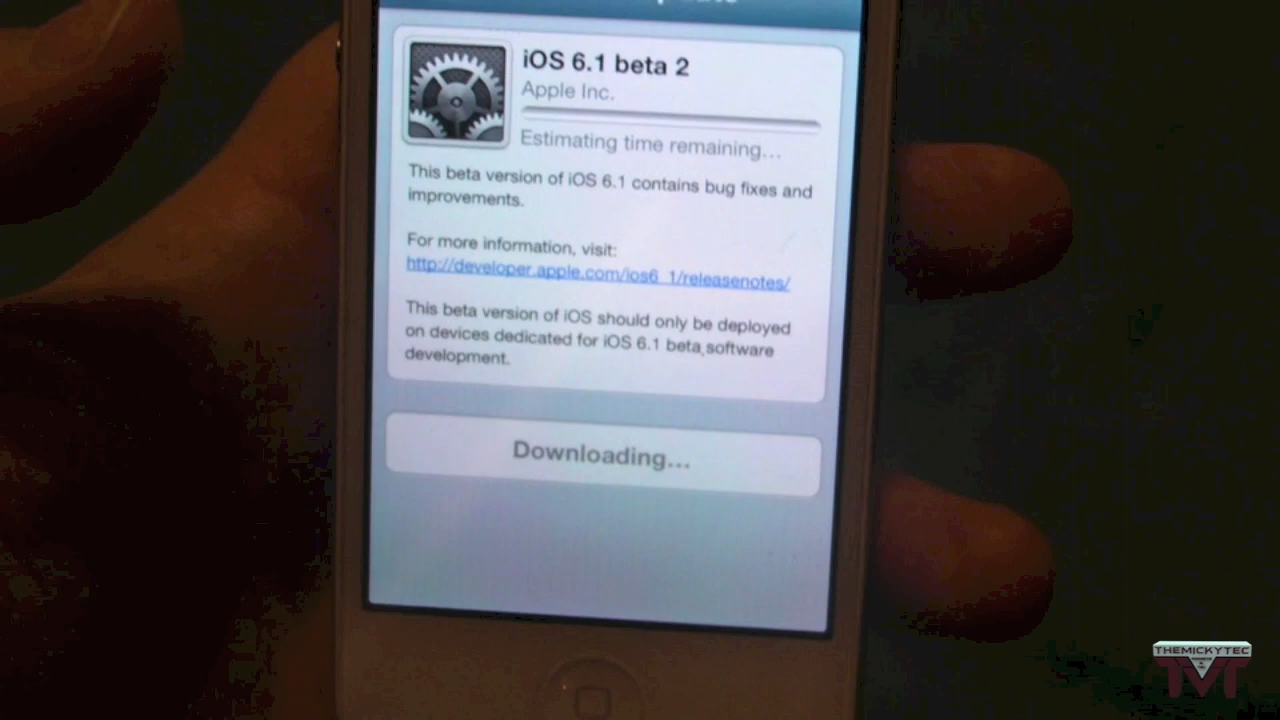 iOS 6.1 beta 2
Apple Inc.
Estimating time remaining...
This beta version of iOS 6.1 contains bug fixes and
improvements.
For more information, visit:
http://developer.apple.com/ios6_1/releasenotes/
This beta version of iOS should only be deployed
on devices dedicated for iOS 6.1 beta software
development.
Downloading...
THEMICKYTEC
TMT